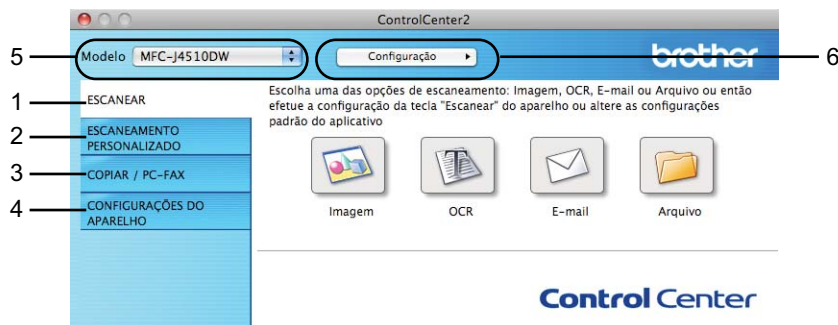 ControlCenter2
5
Modelo MFC-J4510DW
Configuração
brother
6
1
ESCANEAR
2
ESCANEAMENTO
PERSONALIZADO
3
COPIAR / PC-FAX
4
CONFIGURAÇÕES DO
APARELHO
Escolha uma das opções de escaneamento: Imagem, OCR, E-mail ou Arquivo ou então
efetue a configuração da tecla "Escanear" do aparelho ou altere as configurações
padrão do aplicativo
Imagem OCR E-mail Arquivo
Control Center